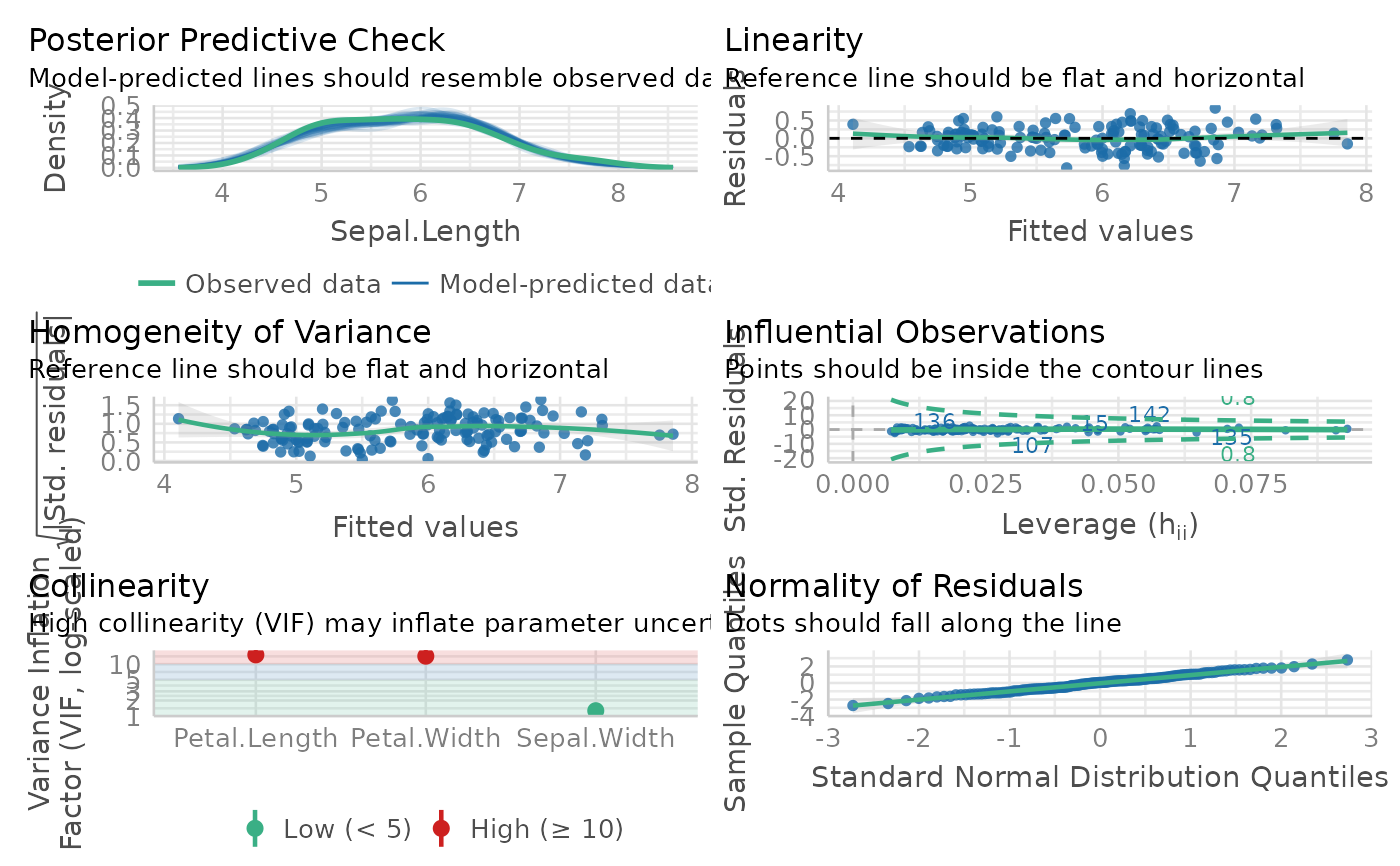 Posterior Predictive Check
Model-predicted lines should resemble observed da
Density
0.5
0.4
0.3
0.2
0.1
0.0
4 5 6 7 8
Sepal.Length
Observed data Model-predicted data
Linearity
Reference line should be flat and horizontal
Residuals
0.5
0.0
-0.5
4 5 6 7 8
Fitted values
Homogeneity of Variance
Reference line should be flat and horizontal
√|Std. residuals|
1.5
1.0
0.5
0.0
4 5 6 7 8
Fitted values
Influential Observations
Points should be inside the contour lines
Std. Residuals
20
10
0
-10
-20
0.8
136
15
142
107
135
0.8
0.000 0.025 0.050 0.075
Leverage (hii)
Collinearity
High collinearity (VIF) may inflate parameter uncert
Variance Inflation
Factor (VIF, log-scaled)
10
5
3
2
1
Petal.Length Petal.Width Sepal.Width
Low (< 5) High (≥ 10)
Normality of Residuals
Dots should fall along the line
Sample Quantiles
2
0
-2
-4
-3 -2 -1 0 1 2 3
Standard Normal Distribution Quantiles